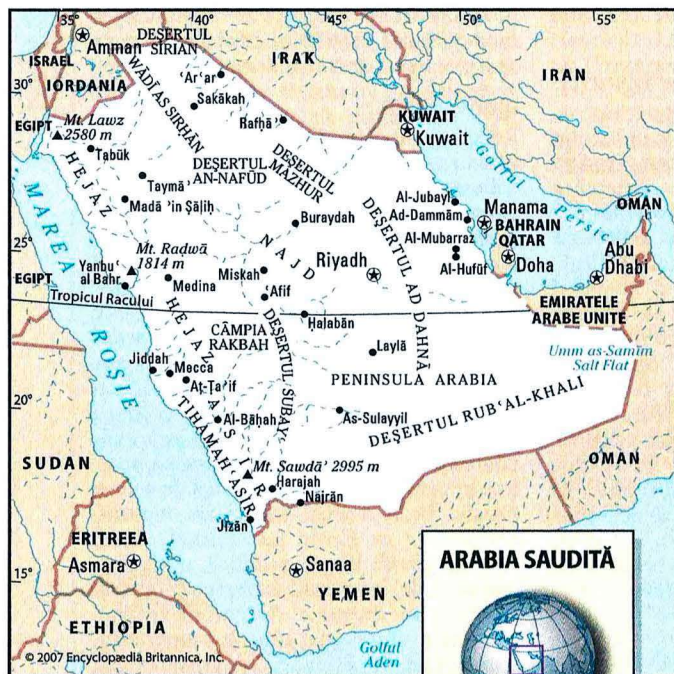 40°
45°
50°
55°
DEȘERTUL
SIRIAN
Amman
ISRAEL
IORDANIA
WĀDĪ AS SIRḤĀN
ʿArʿar
Sakākah
IRAK
IRAN
30°
Rafḥāʾ
KUWAIT
Kuwait
EGIPT
Mt. Lawz
2580 m
HEJAZ
Tabūk
DEȘERTUL
AN-NAFŪD
DEȘERTUL
MAZHUR
Golful Persic
Taymāʾ
Madāʾin Ṣāliḥ
Al-Jubayl
Ad-Dammām
Manama
BAHRAIN
OMAN
MAREA
ROȘIE
Buraydah
NAJD
DEȘERTUL AD DAHNĀ
Al-Mubarraz
QATAR
Doha
Abu
Dhabi
25°
Mt. Raḍwā
1814 m
EGIPT
Yanbuʿ
al Bahr
Medina
Miskah
Riyadh
Al-Hufūf
ʿAfif
EMIRATELE
ARABE UNITE
Tropicul Racului
HEJAZ
CÂMPIA
RAKBAH
DEȘERTUL SUBAY
Ḥalabān
Laylā
Umm as-Samīm
Salt Flat
Jiddah
Mecca
Aṭ-Ṭāʾif
PENINSULA ARABIA
20°
TIHĀMAH ʿASĪR
ASIR
Al-Bāḥah
As-Sulayyil
DEȘERTUL RUBʿ AL-KHALI
SUDAN
Mt. Sawdāʾ 2995 m
Ḥarajah
Najrān
OMAN
Jīzān
ERITREEA
Asmara
15°
Sanaa
YEMEN
ARABIA SAUDITĂ
ETHIOPIA
© 2007 Encyclopædia Britannica, Inc.
Golful
Aden